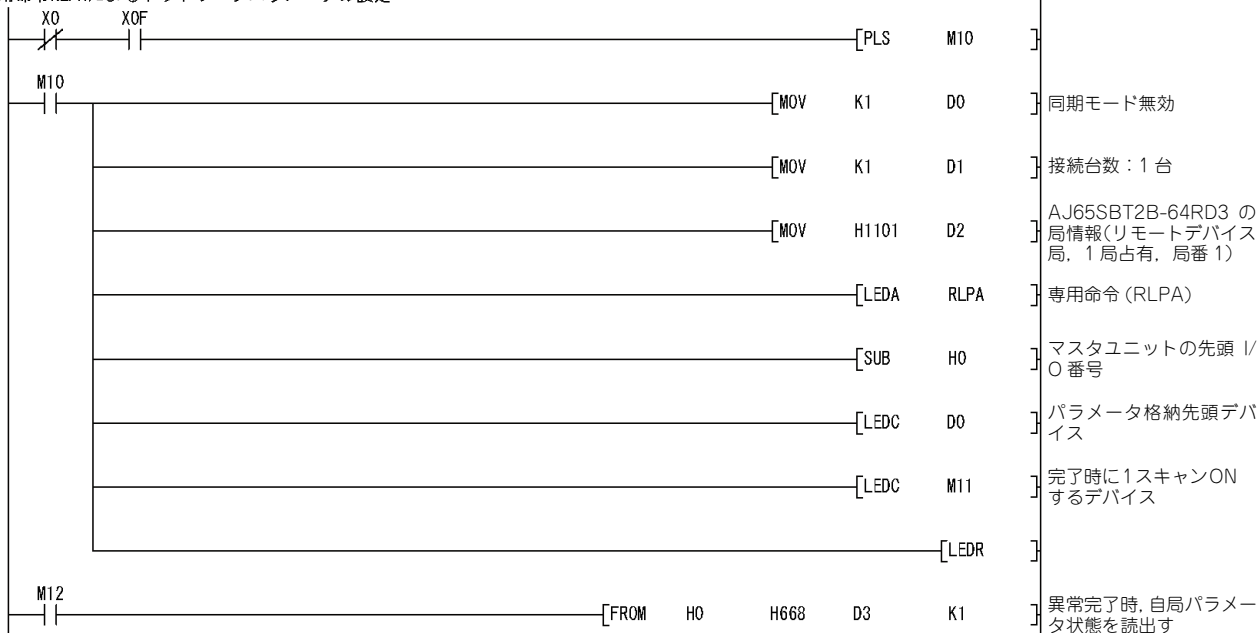 X0 X0F
[PLS M10 ]
M10
[MOV K1 D0 ] 同期モード無効
[MOV K1 D1 ] 接続台数：1 台
[MOV H1101 D2 ] AJ65SBT2B-64RD3 の
局情報(リモートデバイス
局，1 局占有，局番 1)
[LEDA RLPA ] 専用命令 (RLPA)
[SUB H0 ] マスタユニットの先頭 I/
O 番号
[LEDC D0 ] パラメータ格納先頭デバ
イス
[LEDC M11 ] 完了時に1スキャンON
するデバイス
[LEDR ]
M12
[FROM H0 H668 D3 K1 ] 異常完了時，自局パラメー
タ状態を読出す